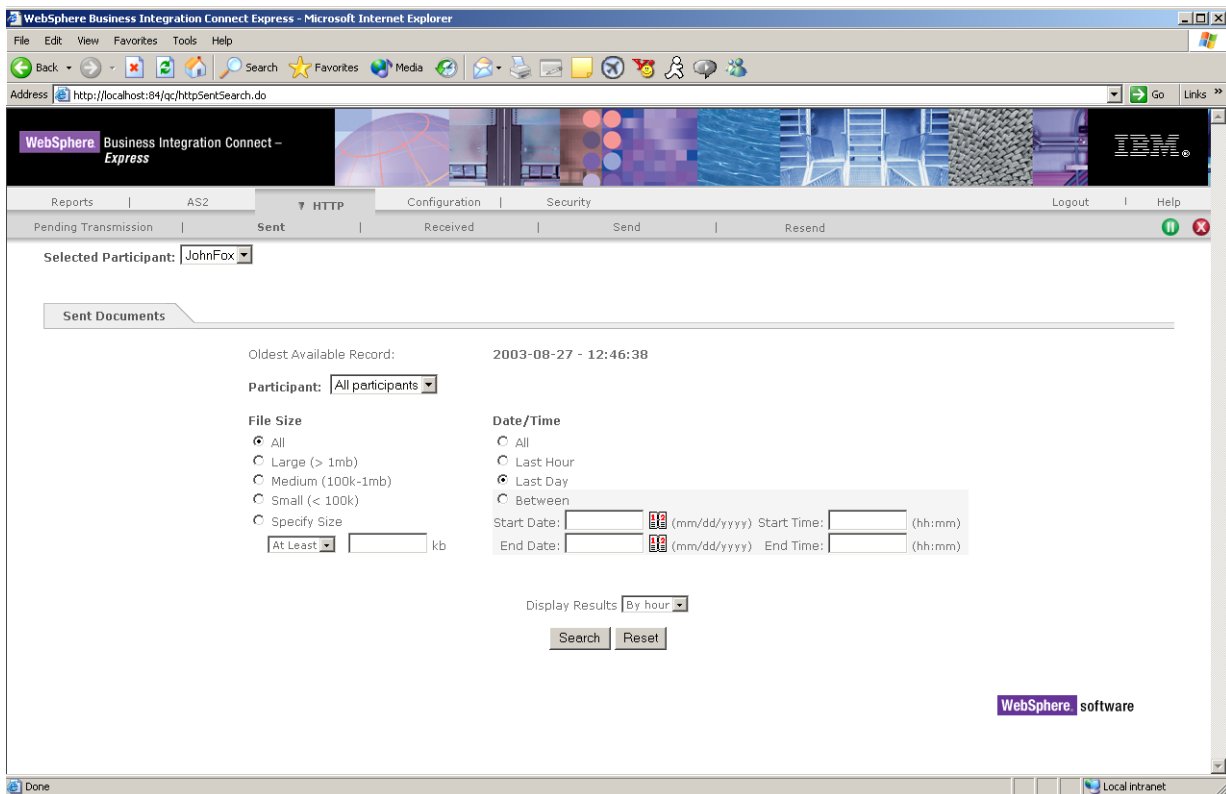 WebSphere Business Integration Connect Express - Microsoft Internet Explorer
File Edit View Favorites Tools Help
Back Search Favorites Media
Address http://localhost:84/qc/httpSentSearch.do Go Links »
WebSphere. Business Integration Connect –
Express
IBM®
Reports | AS2 HTTP Configuration | Security Logout | Help
Pending Transmission | Sent | Received | Send | Resend
Selected Participant: JohnFox
Sent Documents
Oldest Available Record: 2003-08-27 - 12:46:38
Participant: All participants
File Size Date/Time
All All
Large (> 1mb) Last Hour
Medium (100k-1mb) Last Day
Small (< 100k) Between
Specify Size Start Date: (mm/dd/yyyy) Start Time: (hh:mm)
At Least kb End Date: (mm/dd/yyyy) End Time: (hh:mm)
Display Results By hour
Search Reset
WebSphere. software
Done Local intranet